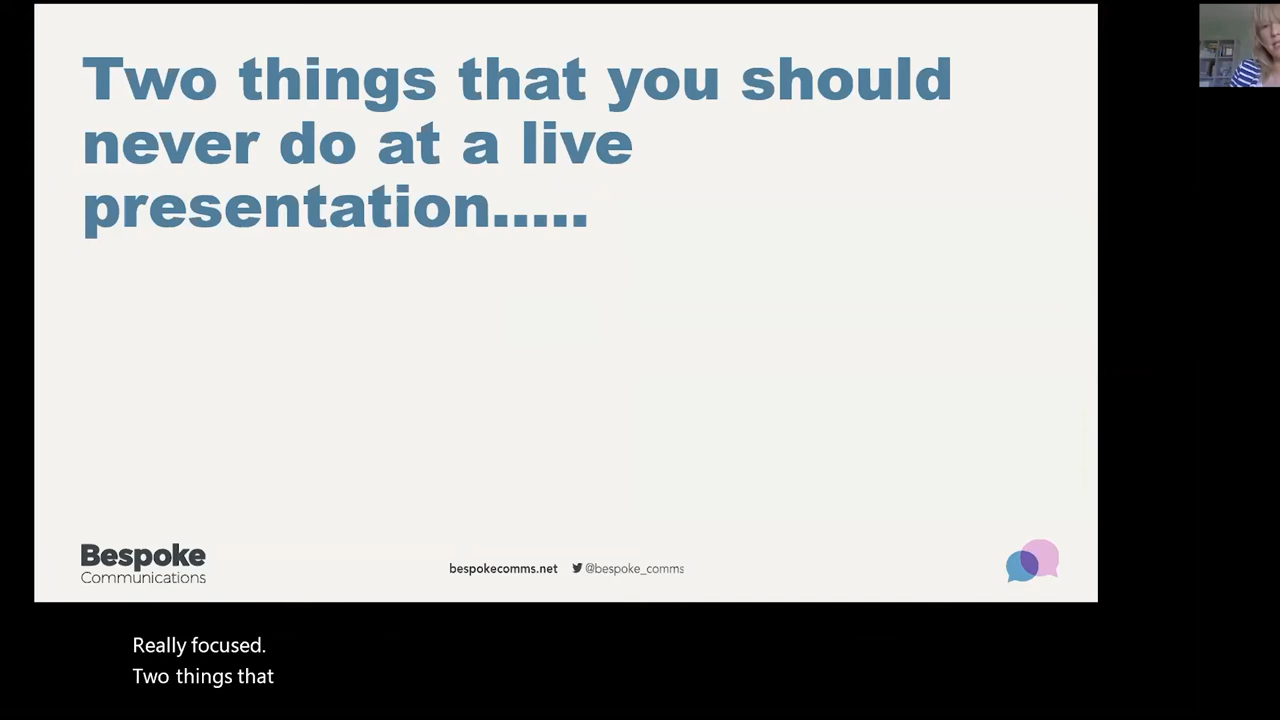 Two things that you should
never do at a live
presentation.....
Bespoke
Communications
bespokecomms.net @bespoke_comms
Really focused.
Two things that